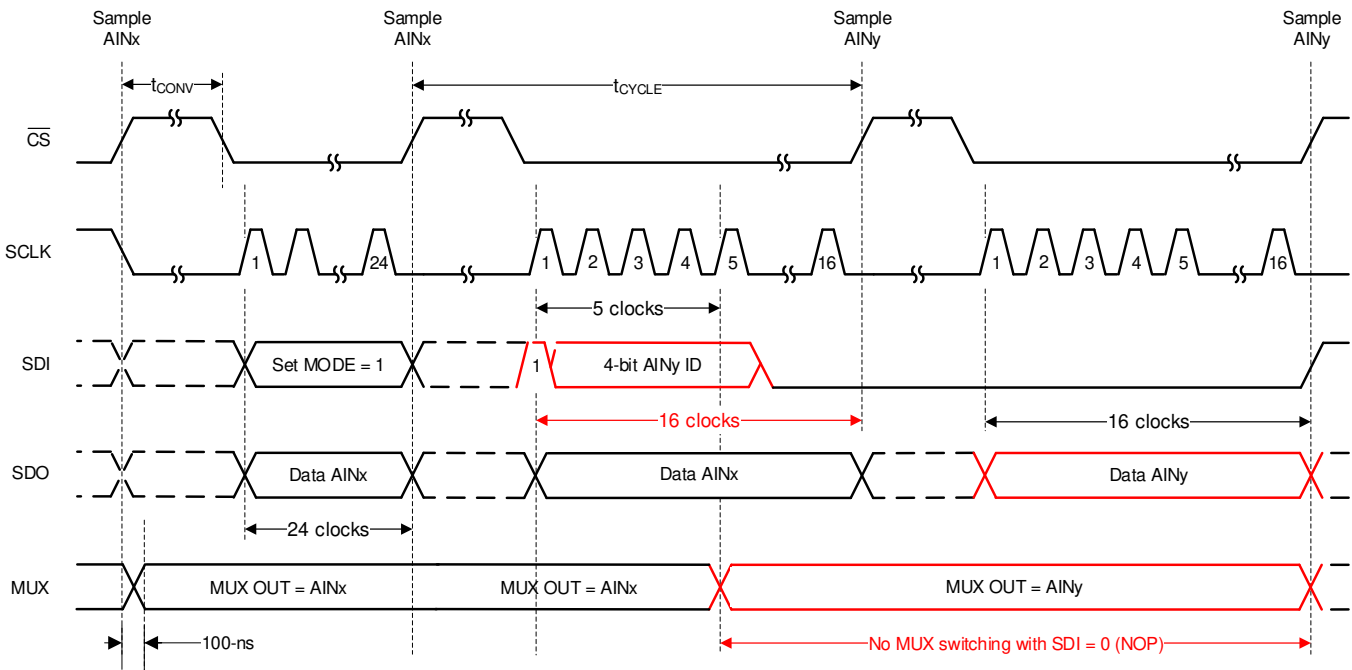 Sample
AINx
Sample
AINx
Sample
AINy
Sample
AINy
tCONV
tCYCLE
CS
SCLK
1
24
1
2
3
4
5
16
1
2
3
4
5
16
5 clocks
SDI
Set MODE = 1
1
4-bit AINy ID
16 clocks
16 clocks
SDO
Data AINx
Data AINx
Data AINy
24 clocks
MUX
MUX OUT = AINx
MUX OUT = AINx
MUX OUT = AINy
100-ns
No MUX switching with SDI = 0 (NOP)